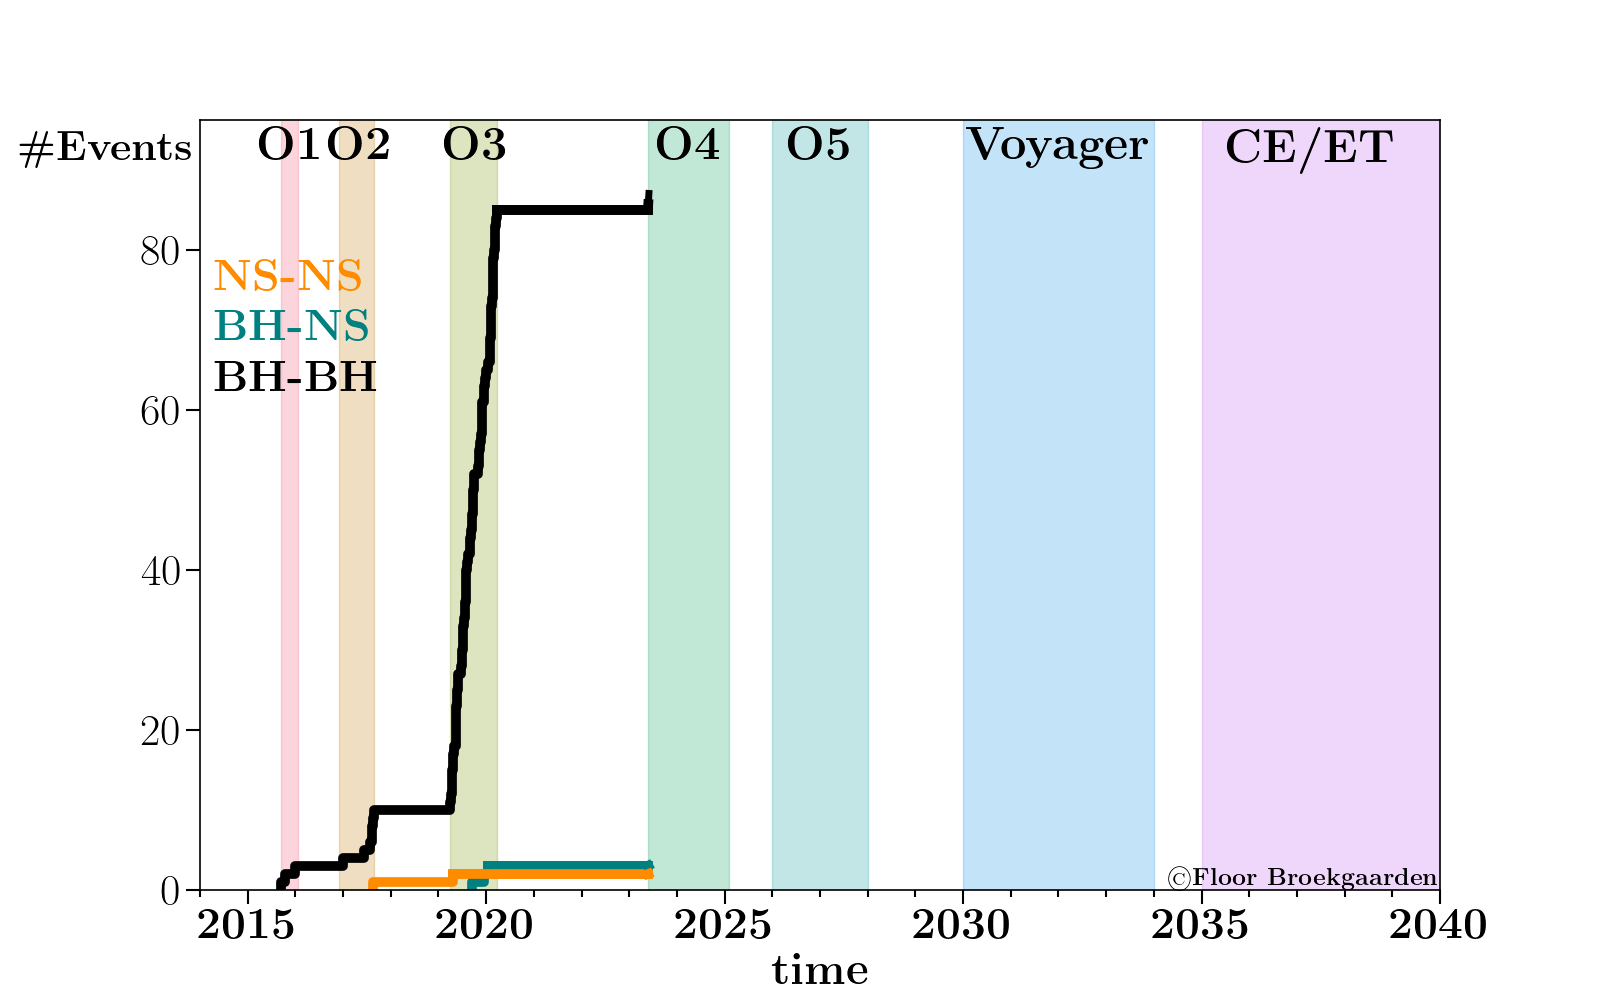 #Events
O1 O2 O3 O4 O5 Voyager CE/ET
80
NS-NS
BH-NS
BH-BH
60
40
20
0
©Floor Broekgaarden
2015 2020 2025 2030 2035 2040
time